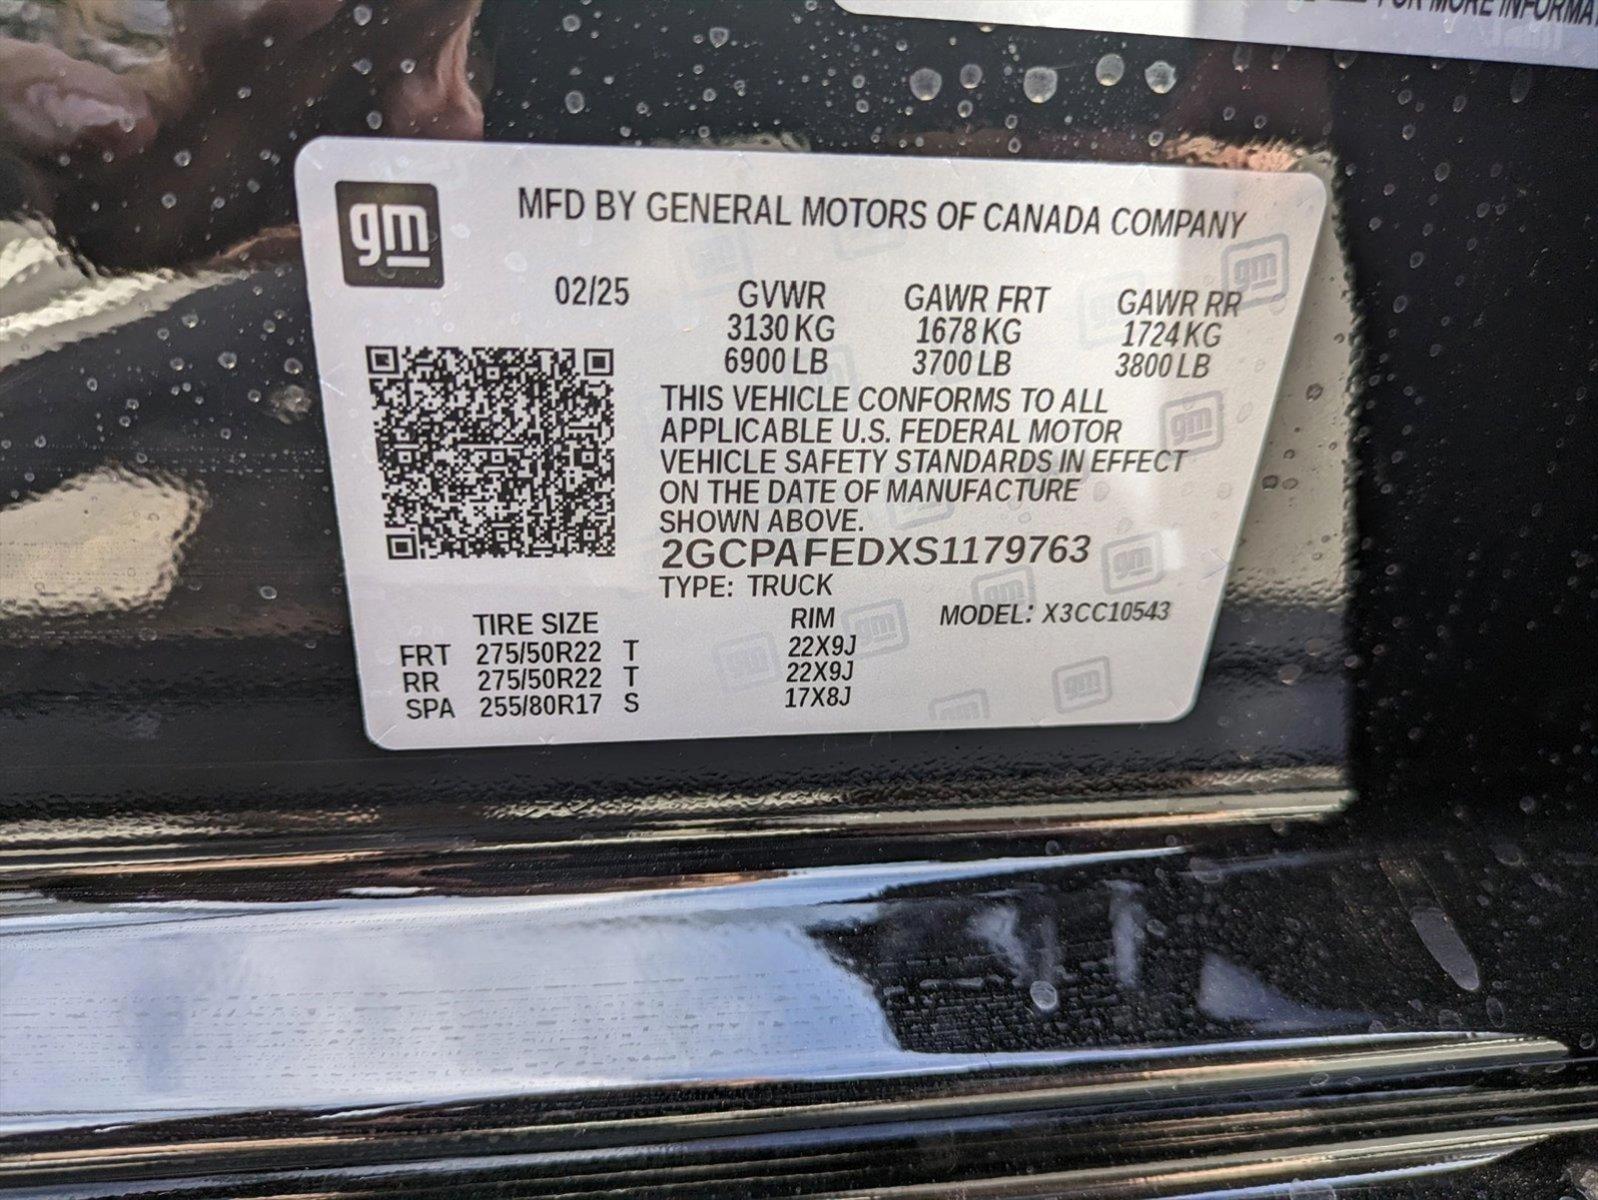 FOR MORE INFORMA
gm
MFD BY GENERAL MOTORS OF CANADA COMPANY
02/25 GVWR GAWR FRT GAWR RR
3130 KG 1678 KG 1724 KG
6900 LB 3700 LB 3800 LB
THIS VEHICLE CONFORMS TO ALL
APPLICABLE U.S. FEDERAL MOTOR
VEHICLE SAFETY STANDARDS IN EFFECT
ON THE DATE OF MANUFACTURE
SHOWN ABOVE.
2GCPAFEDXS1179763
TYPE: TRUCK
TIRE SIZE RIM MODEL: X3CC10543
FRT 275/50R22 T 22X9J
RR 275/50R22 T 22X9J
SPA 255/80R17 S 17X8J